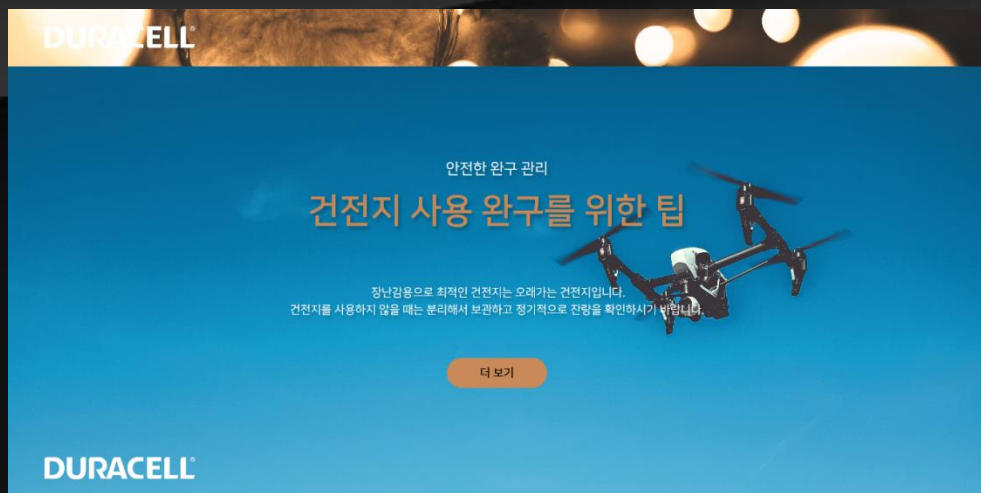 DURACELL
안전한 완구 관리
건전지 사용 완구를 위한 팁
장난감용으로 최적인 건전지는 오래가는 건전지입니다.
건전지를 사용하지 않을 때는 분리해서 보관하고 정기적으로 잔량을 확인하시기 바랍니다.
더 보기
DURACELL